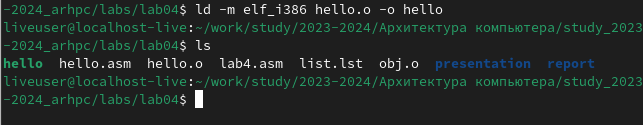 -2024_arhpc/labs/lab04$ ld -m elf_i386 hello.o -o hello
liveuser@localhost-live:~/work/study/2023-2024/Архитектура компьютера/study_2023
-2024_arhpc/labs/lab04$ ls
hello  hello.asm  hello.o  lab4.asm  list.lst  obj.o  presentation  report
liveuser@localhost-live:~/work/study/2023-2024/Архитектура компьютера/study_2023
-2024_arhpc/labs/lab04$